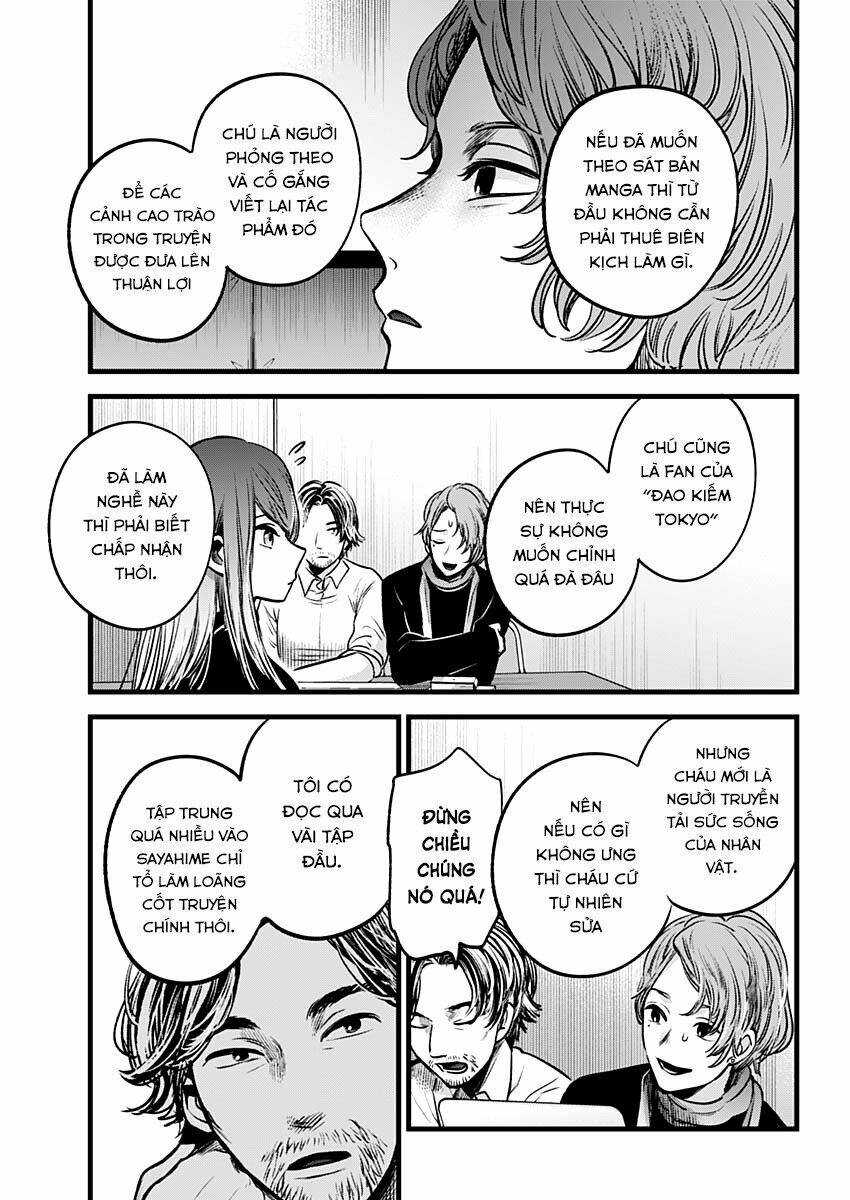 NẾU ĐÃ MUỐN
THEO SÁT BẢN
MANGA THÌ TỪ
ĐẦU KHÔNG CẦN
PHẢI THUÊ BIÊN
KỊCH LÀM GÌ.
CHÚ LÀ NGƯỜI
PHỎNG THEO
VÀ CỐ GẮNG
VIẾT LẠI TÁC
PHẨM ĐÓ
ĐỂ CÁC
CẢNH CAO TRÀO
TRONG TRUYỆN
ĐƯỢC ĐƯA LÊN
THUẬN LỢI
CHÚ CŨNG
LÀ FAN CỦA
"ĐAO KIẾM
TOKYO"
NÊN THỰC
SỰ KHÔNG
MUỐN CHỈNH
QUÁ ĐÀ ĐÂU
ĐÃ LÀM
NGHỀ NÀY
THÌ PHẢI BIẾT
CHẤP NHẬN
THÔI.
NHƯNG
CHÁU MỚI LÀ
NGƯỜI TRUYỀN
TẢI SỨC SỐNG
CỦA NHÂN
VẬT.
NÊN
NẾU CÓ GÌ
KHÔNG ƯNG
THÌ CHÁU CỨ
TỰ NHIÊN
SỬA
ĐỪNG
CHIỀU
CHÚNG
NÓ QUÁ!
TÔI CÓ
ĐỌC QUA
VÀI TẬP
ĐẦU.
TẬP TRUNG
QUÁ NHIỀU VÀO
SAYAHIME CHỈ
TỔ LÀM LOÃNG
CỐT TRUYỆN
CHÍNH THÔI.